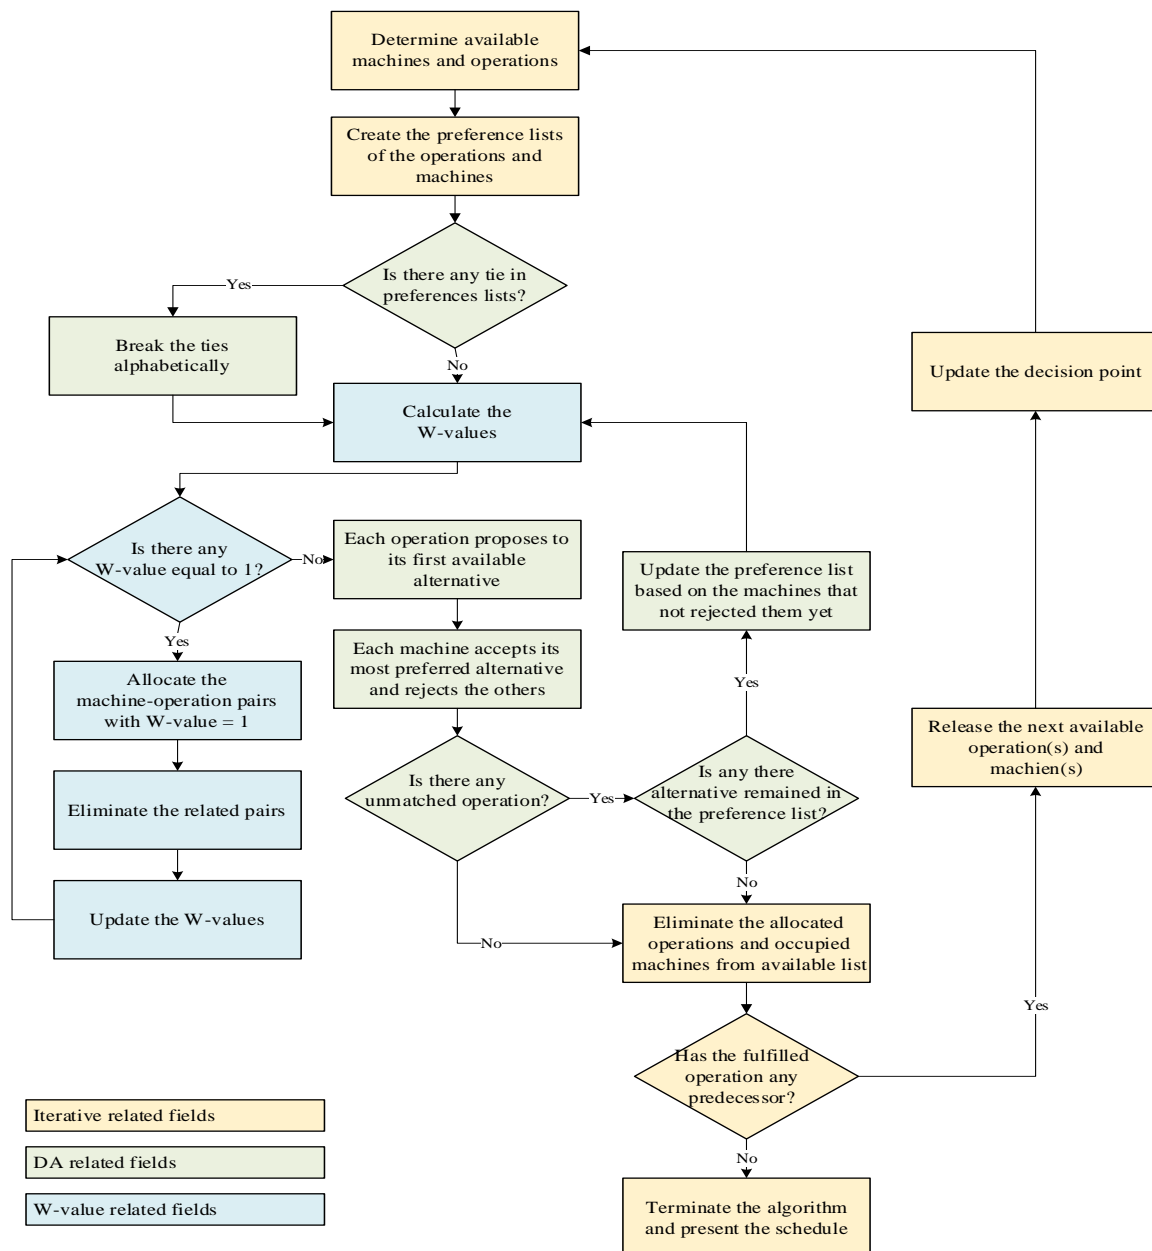 Determine available
machines and operations
Create the preference lists
of the operations and
machines
Is there any tie in
preferences lists?
Yes
No
Break the ties
alphabetically
Calculate the
W-values
Update the decision point
Is there any
W-value equal to 1?
No
Yes
Each operation proposes to
its first available
alternative
Update the preference list
based on the machines that
not rejected them yet
Each machine accepts its
most preferred alternative
and rejects the others
Yes
Allocate the
machine-operation pairs
with W-value = 1
Release the next available
operation(s) and
machien(s)
Is there any
unmatched operation?
Yes
Is any there
alternative remained in
the preference list?
Eliminate the related pairs
No
No
Update the W-values
Eliminate the allocated
operations and occupied
machines from available list
Yes
Has the fulfilled
operation any
predecessor?
No
Terminate the algorithm
and present the schedule
Iterative related fields
DA related fields
W-value related fields